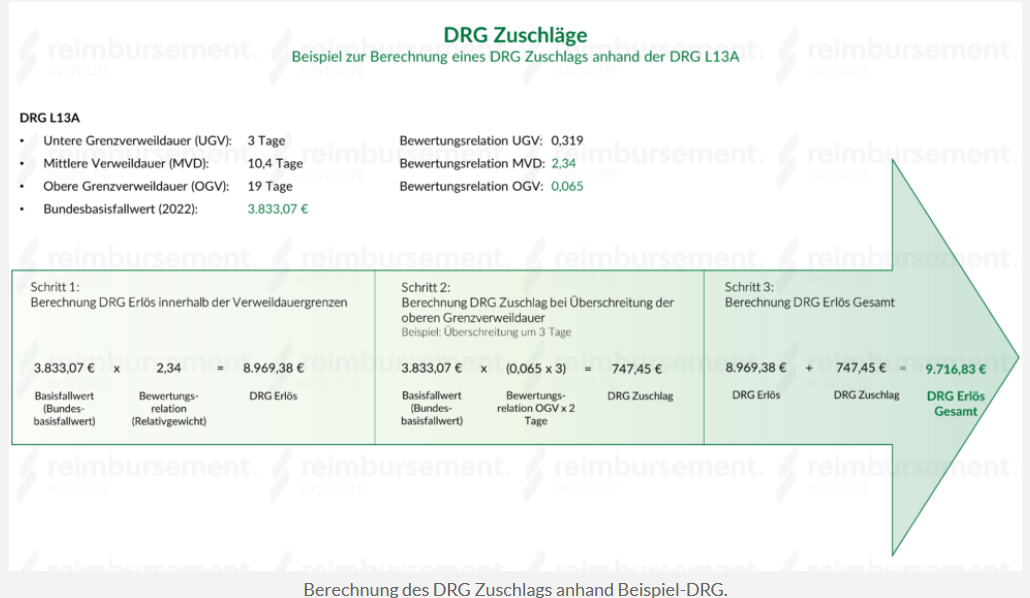 DRG Zuschläge
Beispiel zur Berechnung eines DRG Zuschlags anhand der DRG L13A
DRG L13A
• Untere Grenzverweildauer (UGV): 3 Tage Bewertungsrelation UGV: 0,319
• Mittlere Verweildauer (MVD): 10,4 Tage Bewertungsrelation MVD: 2,34
• Obere Grenzverweildauer (OGV): 19 Tage Bewertungsrelation OGV: 0,065
• Bundesbasisfallwert (2022): 3.833,07 €
Schritt 1:
Berechnung DRG Erlös innerhalb der Verweildauergrenzen
3.833,07 € x 2,34 = 8.969,38 €
Basisfallwert
(Bundes-
basisfallwert)
Bewertungs-
relation
(Relativgewicht)
DRG Erlös
Schritt 2:
Berechnung DRG Zuschlag bei Überschreitung der
oberen Grenzverweildauer
Beispiel: Überschreitung um 3 Tage
3.833,07 € x (0,065 x 3) = 747,45 €
Basisfallwert
(Bundes-
basisfallwert)
Bewertungs-
relation OGV x 2
Tage
DRG Zuschlag
Schritt 3:
Berechnung DRG Erlös Gesamt
8.969,38 € + 747,45 € = 9.716,83 €
DRG Erlös
DRG Zuschlag
DRG Erlös
Gesamt
reimbursement.
INSTITUTE
Berechnung des DRG Zuschlags anhand Beispiel-DRG.